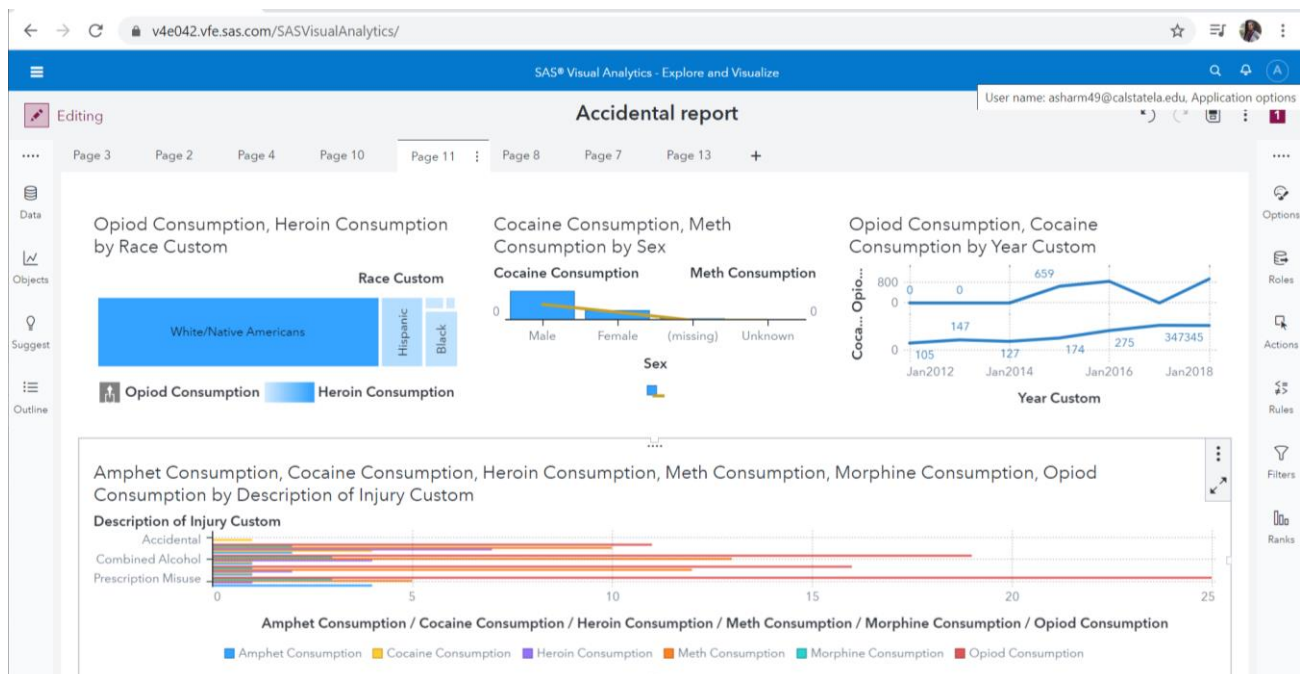 v4e042.vfe.sas.com/SASVisualAnalytics/
SAS® Visual Analytics - Explore and Visualize
A
User name: asharm49@calstatela.edu, Application options
Editing
Accidental report
1
Page 3
Page 2
Page 4
Page 10
Page 11
Page 8
Page 7
Page 13
+
Data
Objects
Suggest
Outline
Options
Roles
Actions
Rules
Filters
Ranks
Opiod Consumption, Heroin Consumption
by Race Custom
Race Custom
White/Native Americans
Hispanic
Black
Opiod Consumption
Heroin Consumption
Cocaine Consumption, Meth
Consumption by Sex
Cocaine Consumption
Meth Consumption
0
0
Male
Female
(missing)
Unknown
Sex
Opiod Consumption, Cocaine
Consumption by Year Custom
Opio...
800
0
0
0
659
Coca...
0
105
147
127
174
275
347345
Jan2012
Jan2014
Jan2016
Jan2018
Year Custom
Amphet Consumption, Cocaine Consumption, Heroin Consumption, Meth Consumption, Morphine Consumption, Opiod
Consumption by Description of Injury Custom
Description of Injury Custom
Accidental
Combined Alcohol
Prescription Misuse
0
5
10
15
20
25
Amphet Consumption / Cocaine Consumption / Heroin Consumption / Meth Consumption / Morphine Consumption / Opiod Consumption
Amphet Consumption
Cocaine Consumption
Heroin Consumption
Meth Consumption
Morphine Consumption
Opiod Consumption